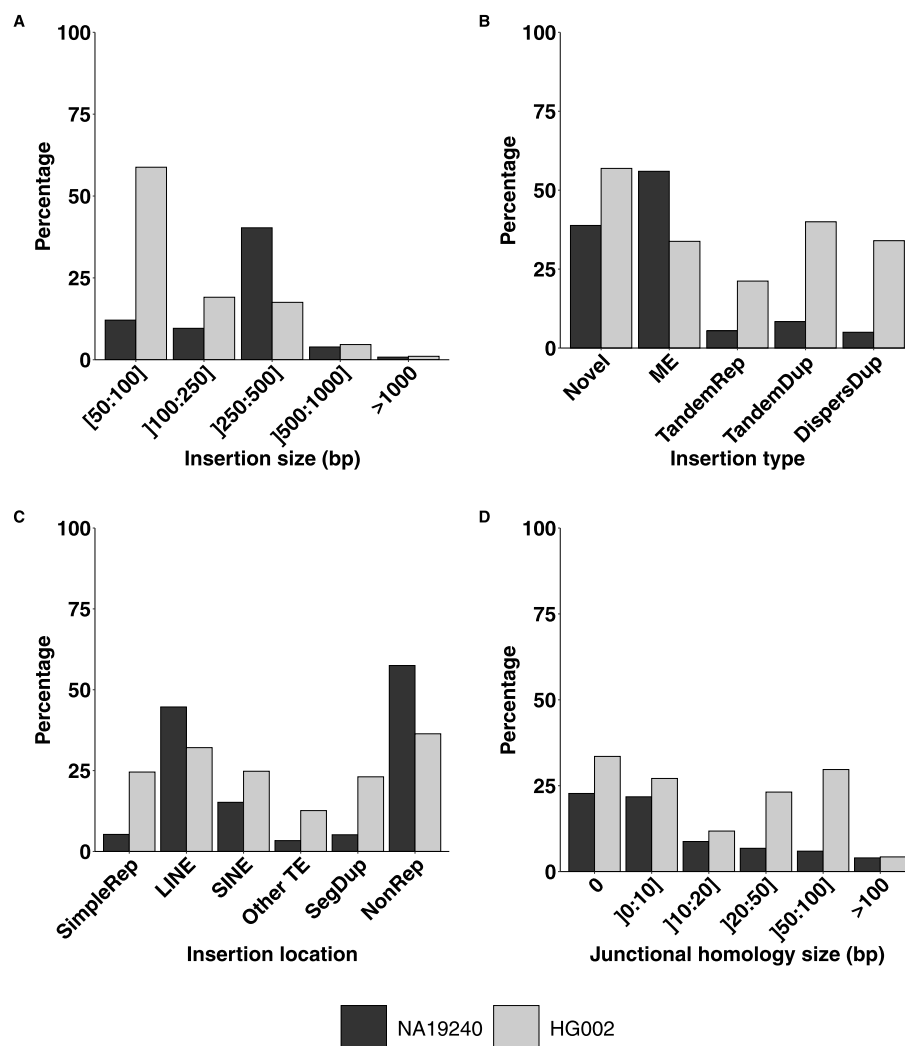 A
100
75
50
25
0
Percentage
[50:100]
]100:250]
]250:500]
]500:1000]
>1000
Insertion size (bp)
B
100
75
50
25
0
Percentage
Novel
ME
TandemRep
TandemDup
DispersDup
Insertion type
C
100
75
50
25
0
Percentage
SimpleRep
LINE
SINE
Other TE
SegDup
NonRep
Insertion location
D
100
75
50
25
0
Percentage
0
]0:10]
]10:20]
]20:50]
]50:100]
>100
Junctional homology size (bp)
NA19240 HG002